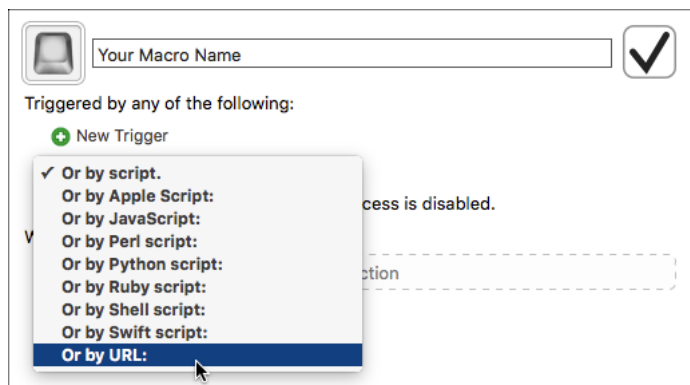 Your Macro Name
Triggered by any of the following:
New Trigger
✓ Or by script.
Or by Apple Script:
Or by JavaScript:
cess is disabled.
Or by Perl script:
Or by Python script:
ction
Or by Ruby script:
Or by Shell script:
Or by Swift script:
Or by URL: